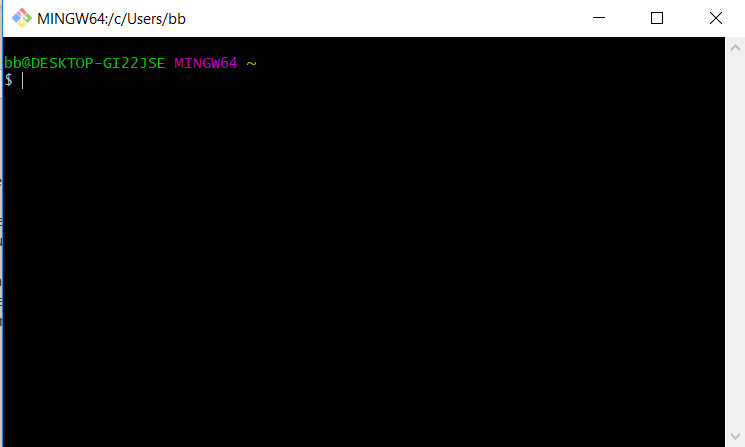 MINGW64:/c/Users/bb
bb@DESKTOP-GI22JSE MINGW64 ~
$